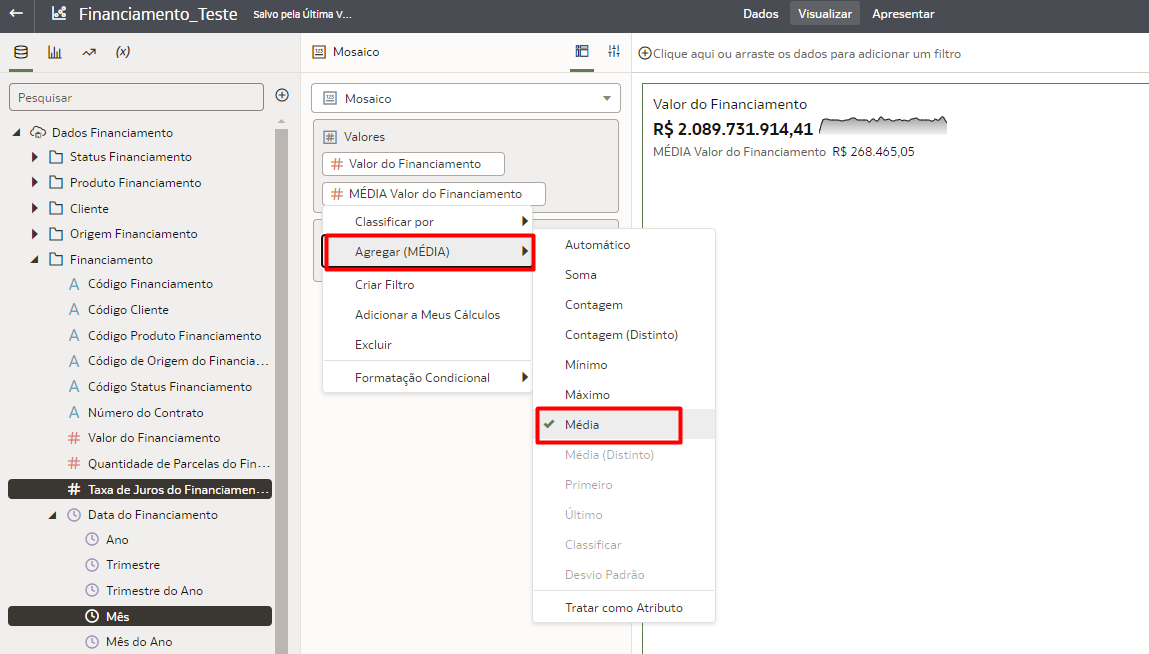 Financiamento_Teste
Salvo pela Última V...
Dados
Visualizar
Apresentar
(x)
Pesquisar
Dados Financiamento
Status Financiamento
Produto Financiamento
Cliente
Origem Financiamento
Financiamento
A Código Financiamento
A Código Cliente
A Código Produto Financiamento
A Código de Origem do Financia...
A Código Status Financiamento
A Número do Contrato
# Valor do Financiamento
# Quantidade de Parcelas do Fin...
# Taxa de Juros do Financiamen...
Data do Financiamento
Ano
Trimestre
Trimestre do Ano
Mês
Mês do Ano
123 Mosaico
123 Mosaico
# Valores
# Valor do Financiamento
# MÉDIA Valor do Financiamento
Classificar por
Agregar (MÉDIA)
Criar Filtro
Adicionar a Meus Cálculos
Excluir
Formatação Condicional
Automático
Soma
Contagem
Contagem (Distinto)
Mínimo
Máximo
Média
Média (Distinto)
Primeiro
Último
Classificar
Desvio Padrão
Tratar como Atributo
Clique aqui ou arraste os dados para adicionar um filtro
Valor do Financiamento
R$ 2.089.731.914,41
MÉDIA Valor do Financiamento R$ 268.465,05